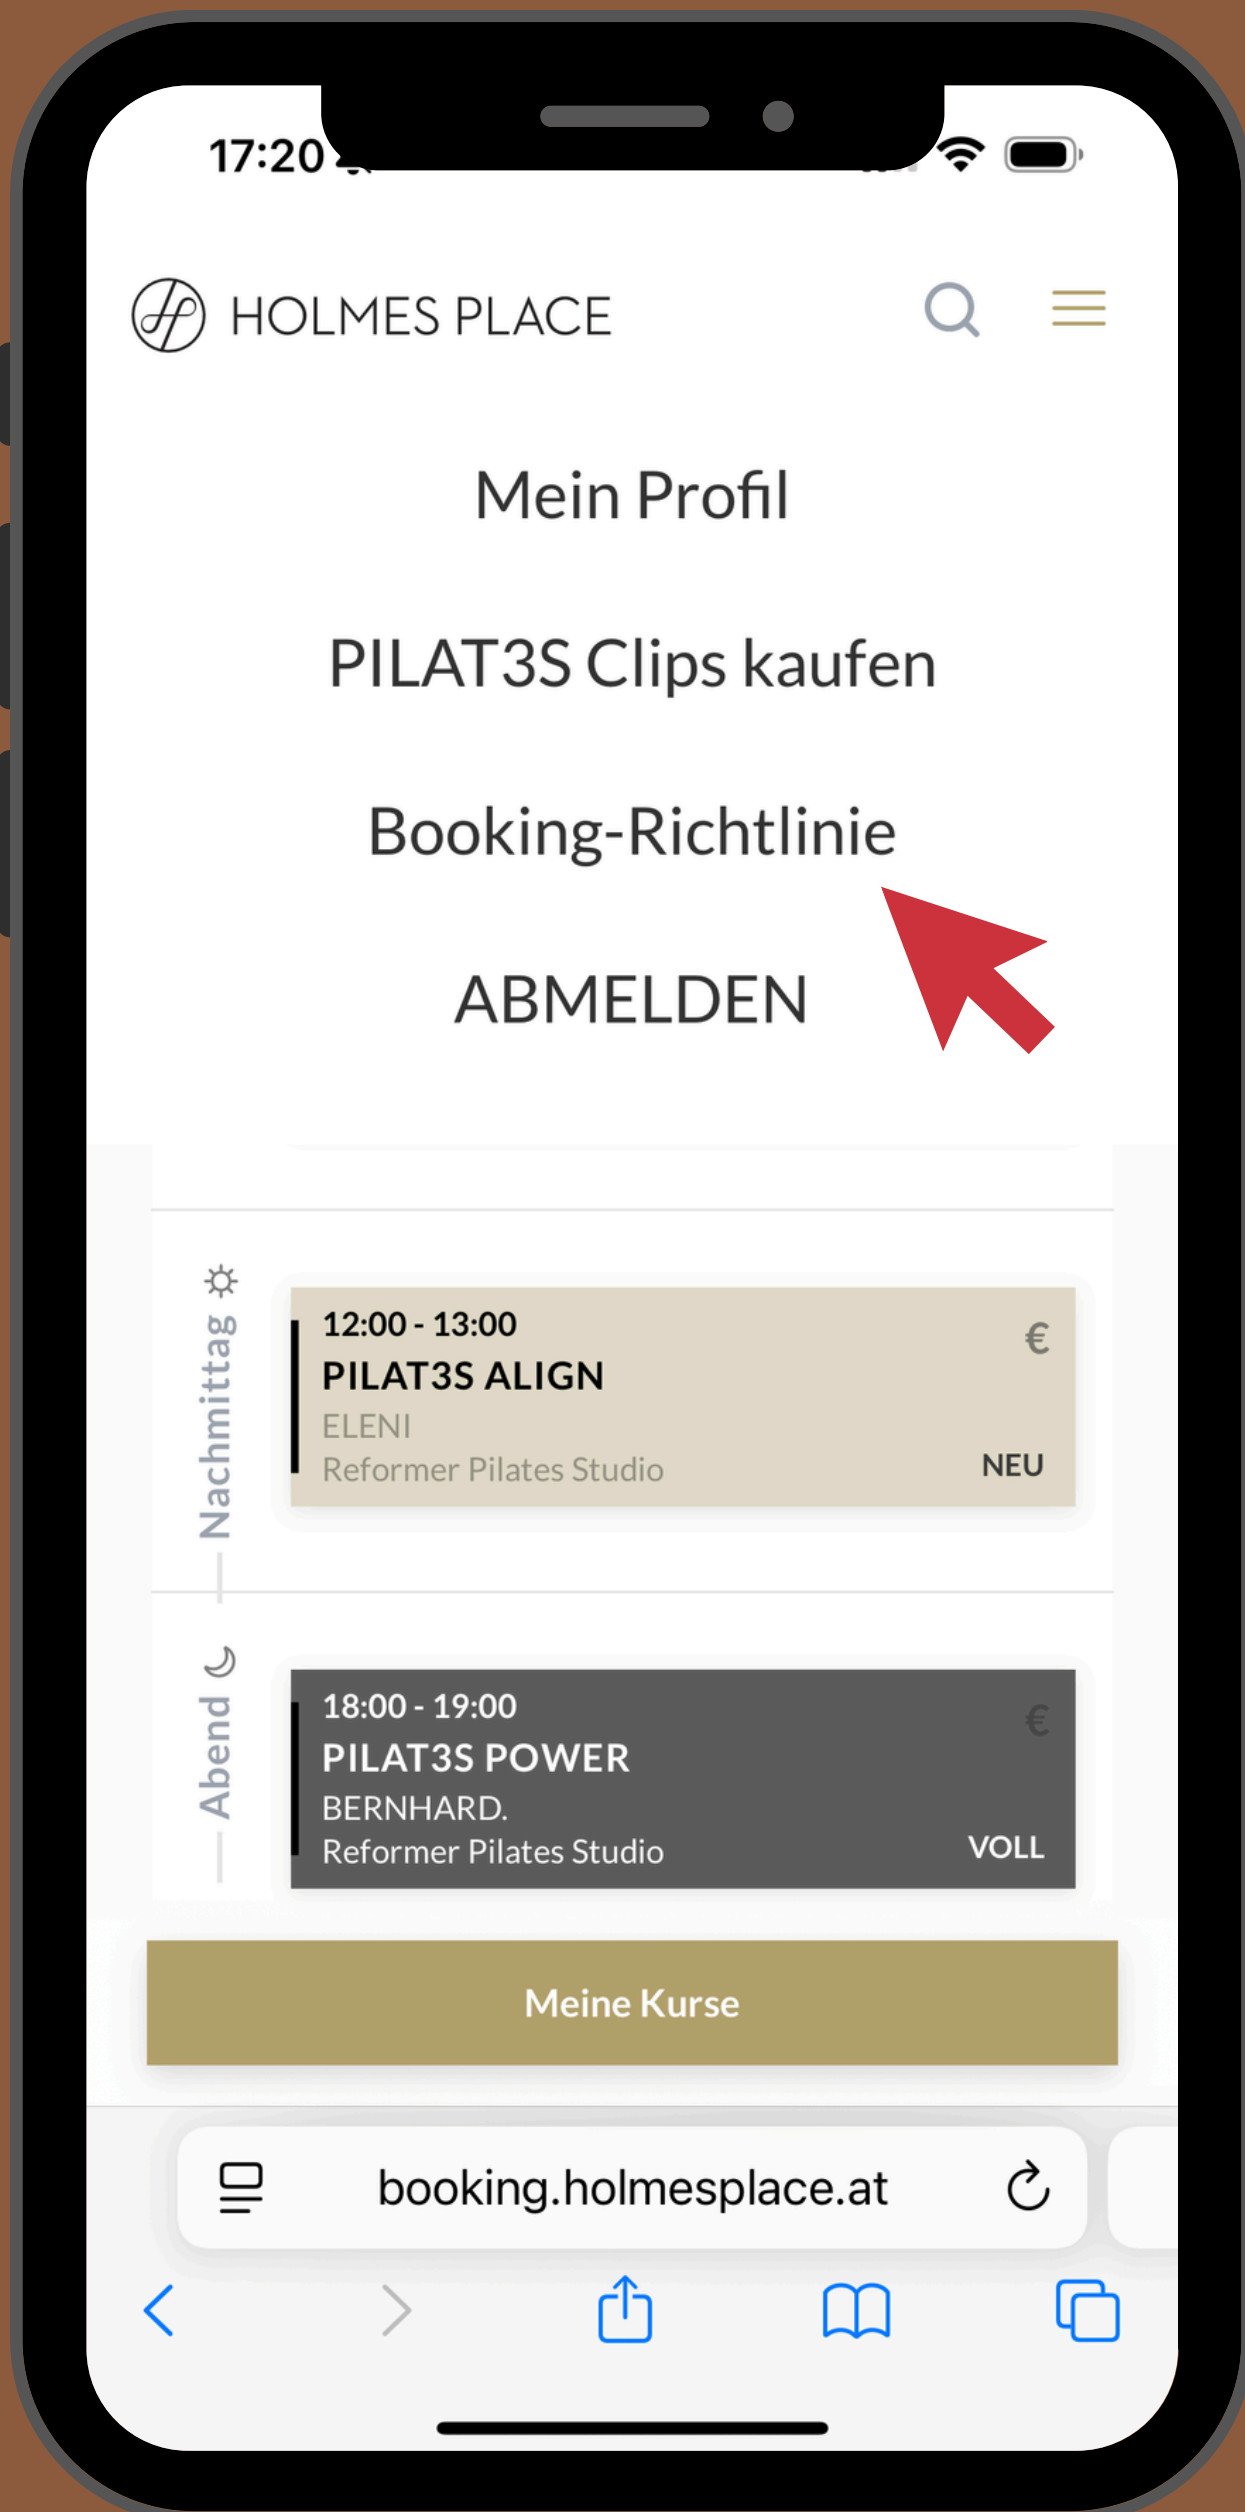 17:20
HOLMES PLACE
Mein Profil
PILAT3S Clips kaufen
Booking-Richtlinie
ABMELDEN
Nachmittag
12:00 - 13:00
€
PILAT3S ALIGN
ELENI
Reformer Pilates Studio
NEU
Abend
18:00 - 19:00
€
PILAT3S POWER
BERNHARD.
Reformer Pilates Studio
VOLL
Meine Kurse
booking.holmesplace.at